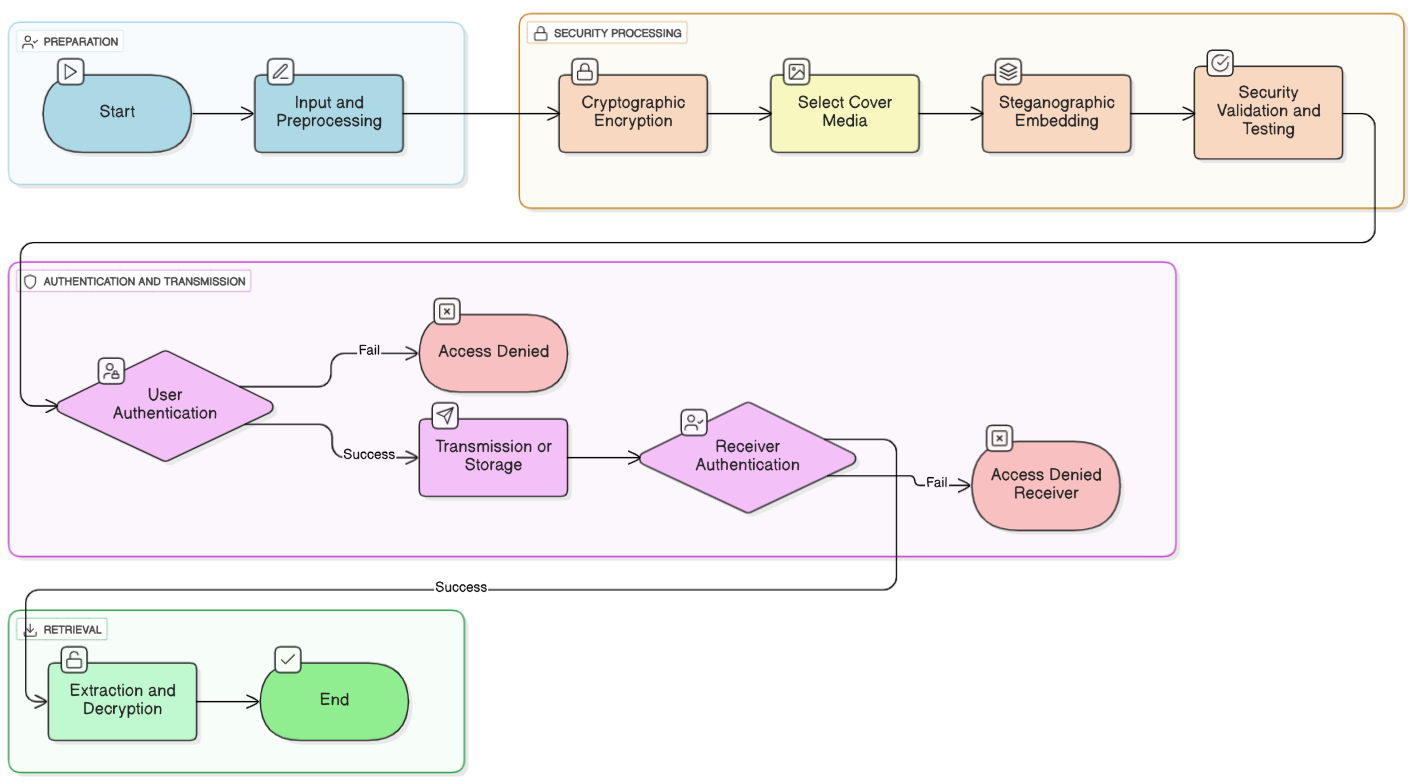 PREPARATION
Start
Input and
Preprocessing
SECURITY PROCESSING
Cryptographic
Encryption
Select Cover
Media
Steganographic
Embedding
Security
Validation and
Testing
AUTHENTICATION AND TRANSMISSION
User
Authentication
Fail
Access Denied
Success
Transmission or
Storage
Receiver
Authentication
Fail
Access Denied
Receiver
Success
RETRIEVAL
Extraction and
Decryption
End